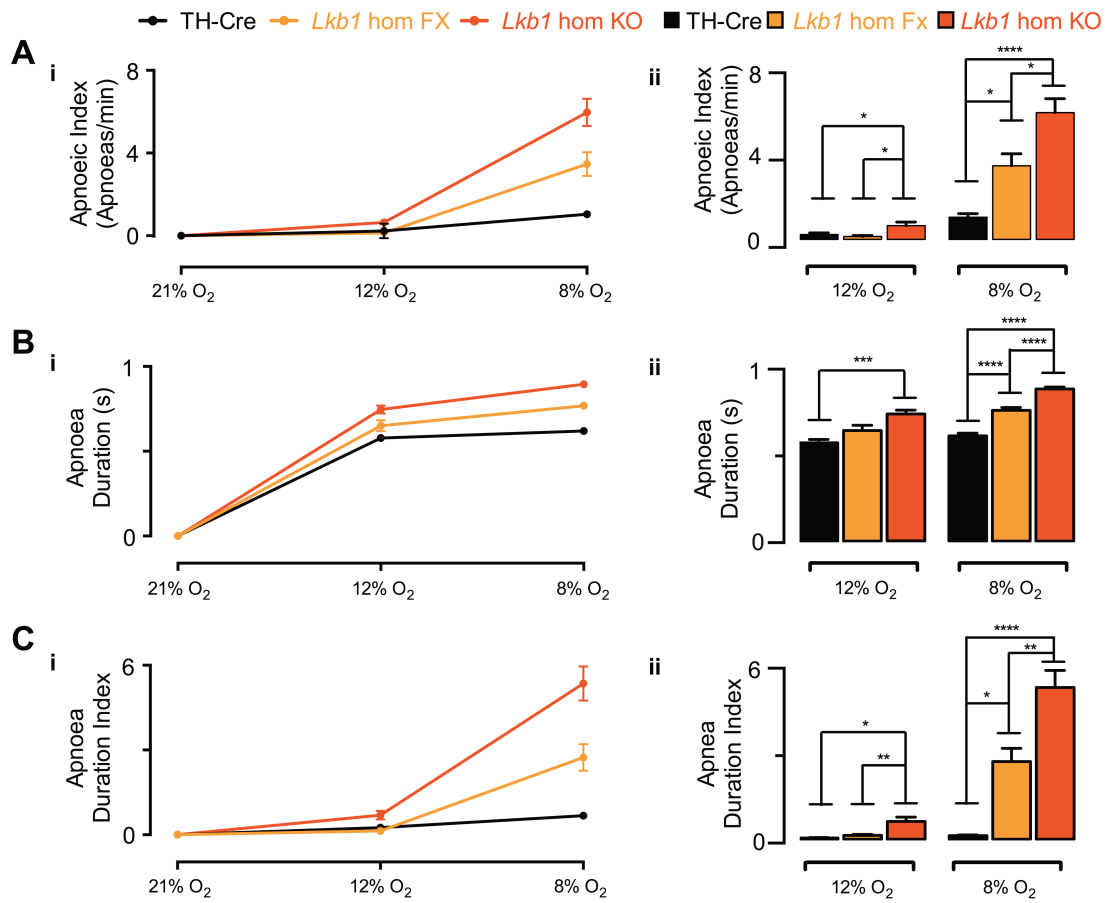 TH-Cre Lkb1 hom FX Lkb1 hom KO TH-Cre Lkb1 hom Fx Lkb1 hom KO
A
i
Apnoeic Index
(Apnoeas/min)
8
4
0
21% O2 12% O2 8% O2
ii
Apnoeic Index
(Apnoeas/min)
8
4
0
*
*
****
*
*
12% O2 8% O2
B
i
Apnoea
Duration (s)
1
0
21% O2 12% O2 8% O2
ii
Apnoea
Duration (s)
1
0
***
****
****
****
12% O2 8% O2
C
i
Apnoea
Duration Index
6
0
21% O2 12% O2 8% O2
ii
Apnea
Duration Index
6
0
*
**
****
**
*
12% O2 8% O2